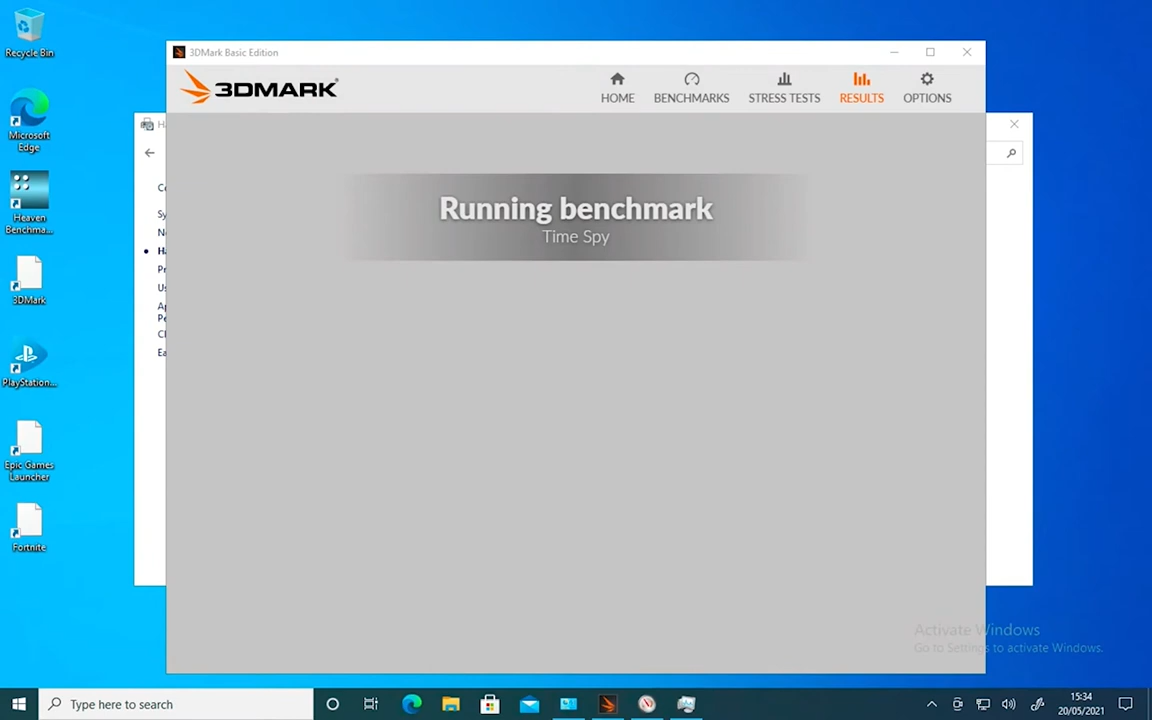 Recycle Bin
Microsoft
Edge
Heaven
Benchma...
3DMark
PlayStation...
Epic Games
Launcher
Fortnite
3DMark Basic Edition
3DMARK
HOME
BENCHMARKS
STRESS TESTS
RESULTS
OPTIONS
Running benchmark
Time Spy
Activate Windows
Go to Settings to activate Windows.
Type here to search
15:34
20/05/2021